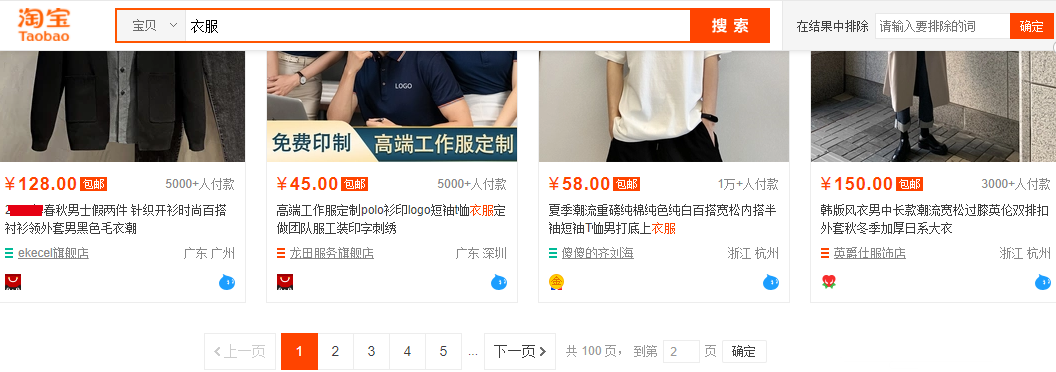 淘宝
Taobao
宝贝
衣服
搜 索
在结果中排除
请输入要排除的词
确定
LOGO
免费印制
高端工作服定制
¥128.00 包邮 5000+人付款
春秋男士假两件 针织开衫时尚百搭
衬衫领外套男黑色毛衣潮
ekecel旗舰店 广东 广州
¥45.00 包邮 5000+人付款
高端工作服定制polo衫印logo短袖t恤衣服定
做团队服工装印字刺绣
龙田服务旗舰店 广东 深圳
¥58.00 包邮 1万+人付款
夏季潮流重磅纯棉纯色纯白百搭宽松内搭半
袖短袖T恤男打底上衣服
傻傻的齐刘海 浙江 杭州
¥150.00 包邮 3000+人付款
韩版风衣男中长款潮流宽松过膝英伦双排扣
外套秋冬季加厚日系大衣
英爵仕服饰店 浙江 杭州
上一页 1 2 3 4 5 ... 下一页 共 100 页， 到第 2 页 确定